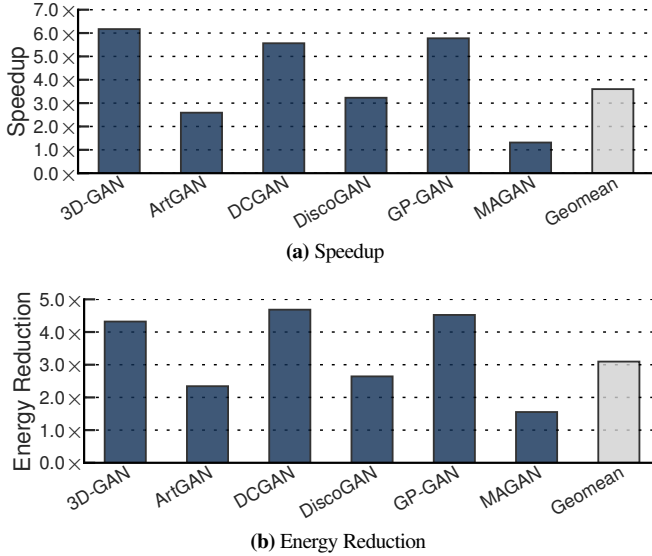 7.0×
6.0×
5.0×
4.0×
3.0×
2.0×
1.0×
0.0×
Speedup
3D-GAN
ArtGAN
DCGAN
DiscoGAN
GP-GAN
MAGAN
Geomean
(a) Speedup
5.0×
4.0×
3.0×
2.0×
1.0×
0.0×
Energy Reduction
3D-GAN
ArtGAN
DCGAN
DiscoGAN
GP-GAN
MAGAN
Geomean
(b) Energy Reduction